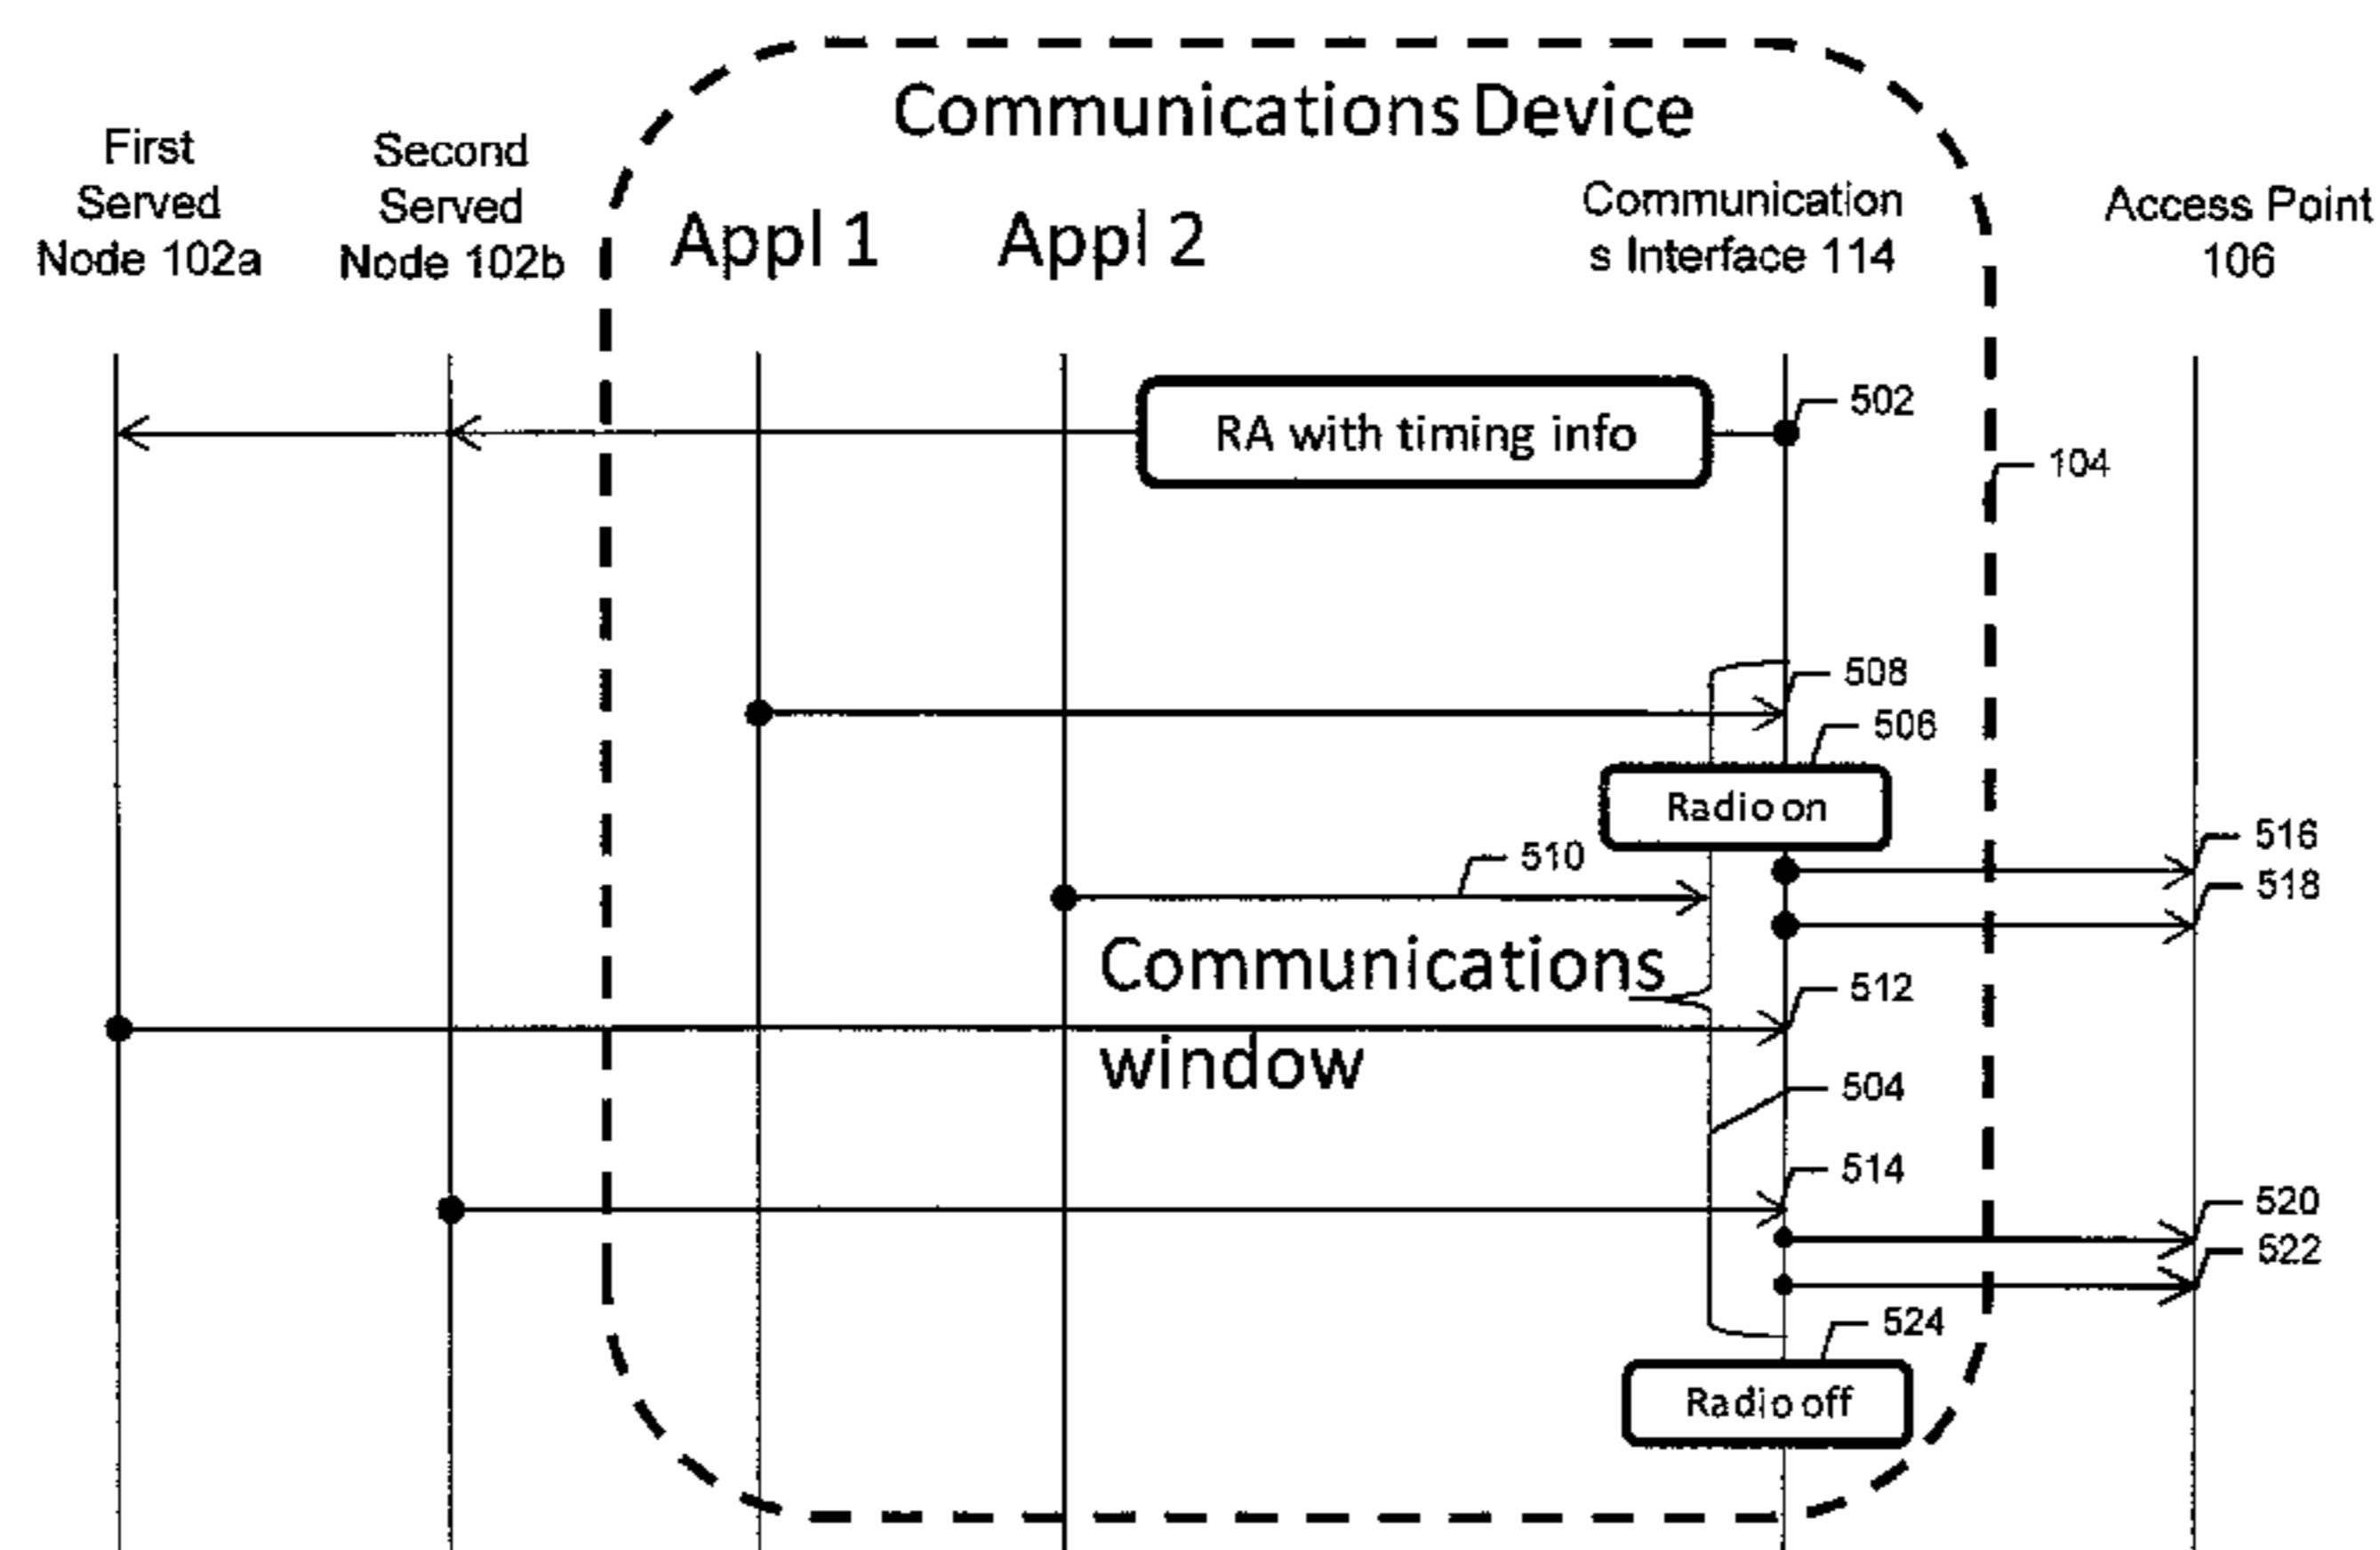 Communications Device
First
Served
Node 102a
Second
Served
Node 102b
Appl 1
Appl 2
Communication
s Interface 114
Access Point
106
RA with timing info
502
104
508
506
Radio on
516
510
518
Communications
512
window
504
514
520
522
524
Radio off